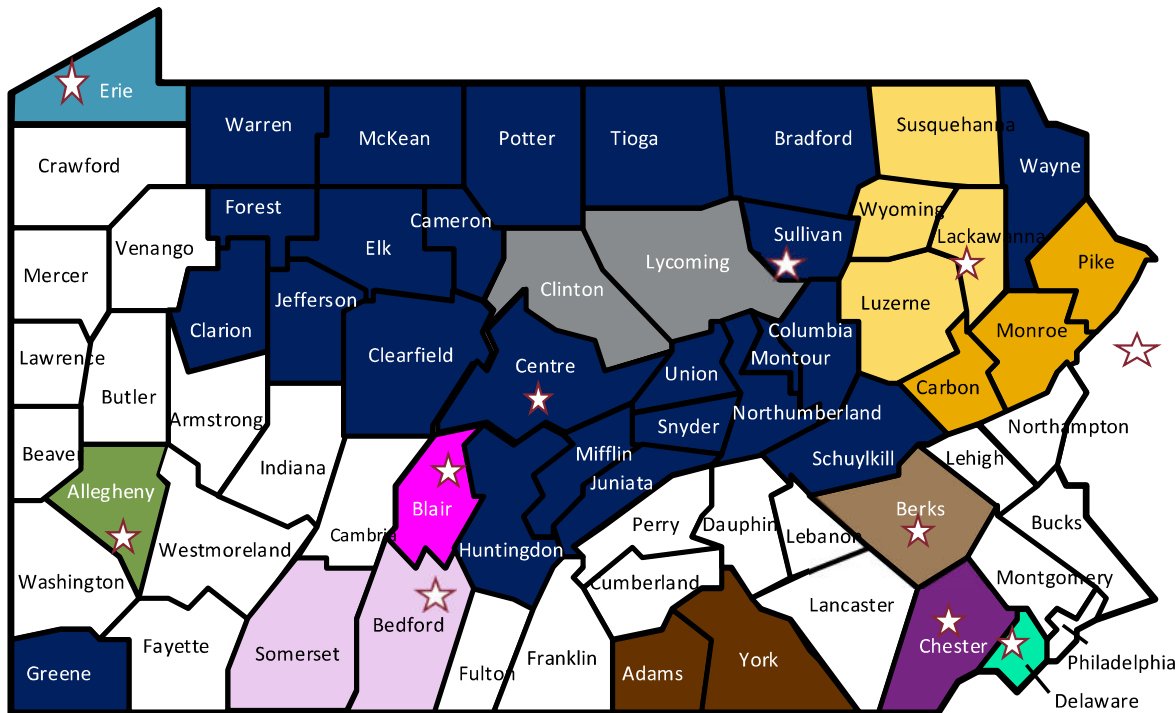 Erie
Warren
McKean
Potter
Tioga
Bradford
Susquehanna
Wayne
Crawford
Forest
Cameron
Wyoming
Sullivan
Lackawanna
Venango
Elk
Lycoming
Pike
Mercer
Clinton
Jefferson
Luzerne
Clarion
Columbia
Monroe
Lawrence
Clearfield
Montour
Centre
Union
Carbon
Butler
Armstrong
Northumberland
Snyder
Northampton
Beaver
Indiana
Mifflin
Schuylkill
Lehigh
Juniata
Allegheny
Blair
Berks
Perry
Dauphin
Bucks
Cambria
Lebanon
Westmoreland
Huntingdon
Washington
Cumberland
Montgomery
Lancaster
Bedford
Fayette
Somerset
Chester
Franklin
York
Philadelphia
Greene
Fulton
Adams
Delaware